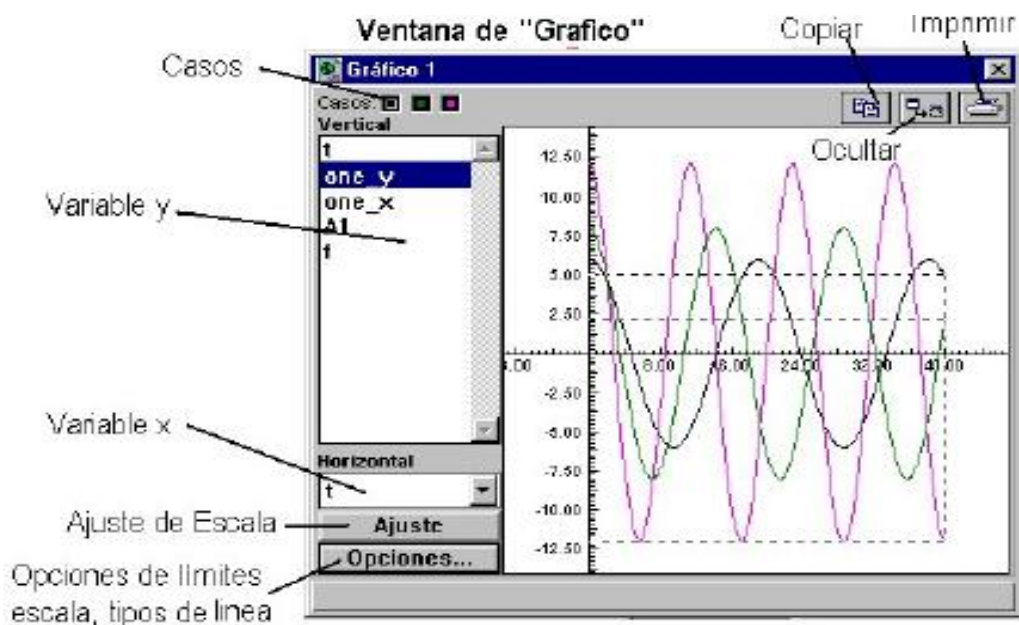 Ventana de "Grafico"
Copiar
Imprimir
Casos
Gráfico 1
Casos:
Vertical
t
one_y
one_x
A1
f
Variable y
Ocultar
12.50
10.00
7.50
5.00
2.50
8.00
16.00
24.00
32.00
40.00
-2.50
-5.00
-7.50
-10.00
-12.50
Variable x
Horizontal
t
Ajuste de Escala
Ajuste
Opciones...
Opciones de límites
escala, tipos de linea